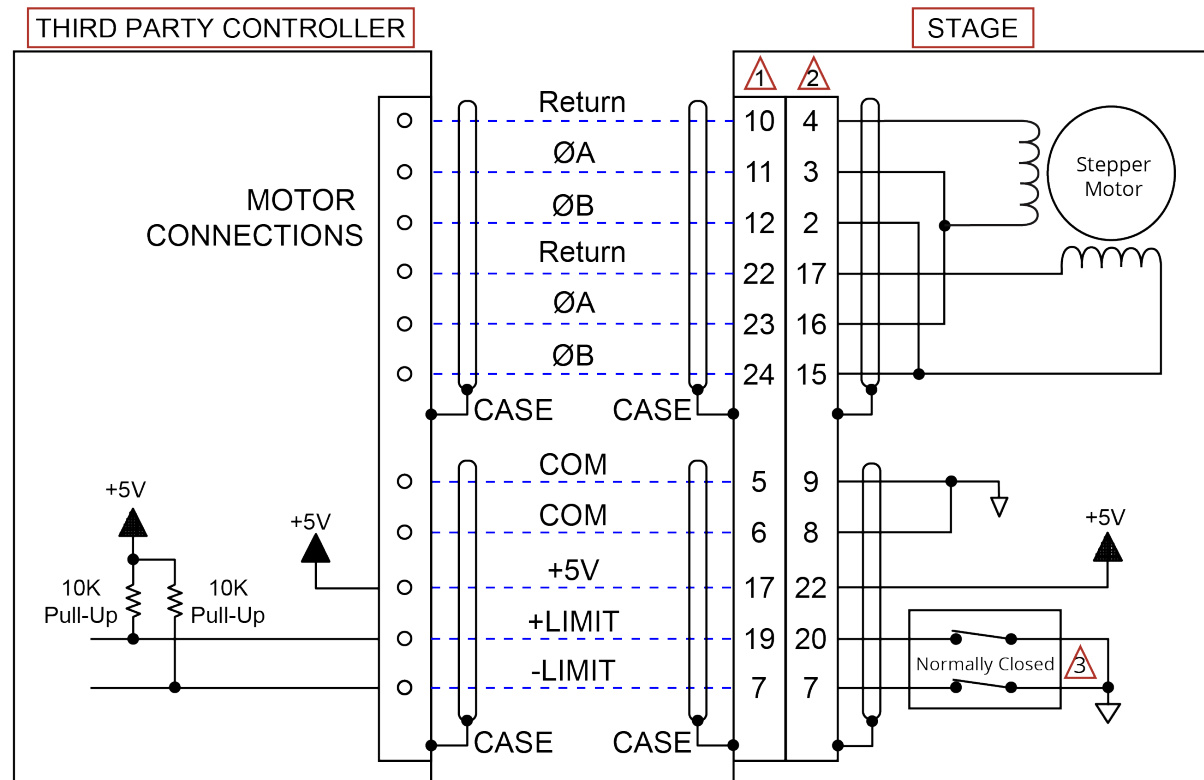 THIRD PARTY CONTROLLER
STAGE
1
2
Return
10
4
ØA
11
3
Stepper
Motor
MOTOR
CONNECTIONS
ØB
12
2
Return
22
17
ØA
23
16
ØB
24
15
CASE
CASE
COM
5
9
+5V
+5V
COM
6
8
+5V
10K
Pull-Up
10K
Pull-Up
+5V
17
22
+LIMIT
19
20
Normally Closed
3
-LIMIT
7
7
CASE
CASE